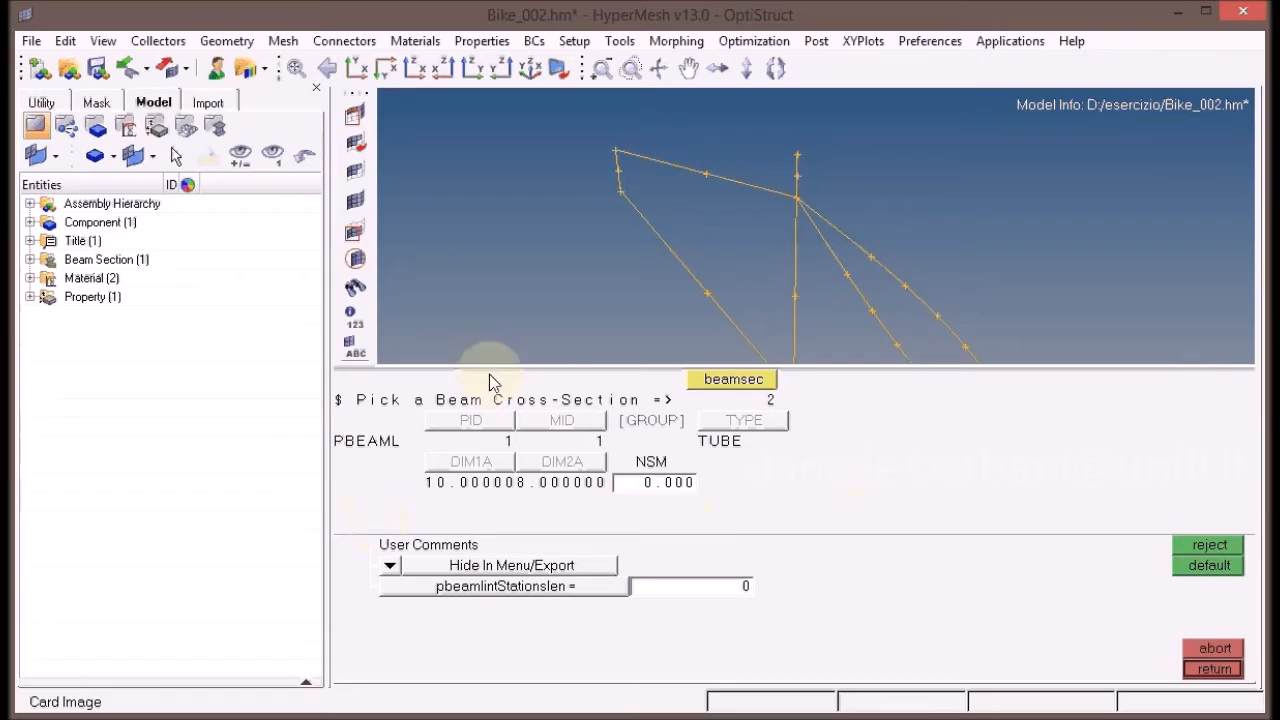 Bike_002.hm* - HyperMesh v13.0 - OptiStruct
File Edit View Collectors Geometry Mesh Connectors Materials Properties BCs Setup Tools Morphing Optimization Post XYPlots Preferences Applications Help
Utility Mask Model Import
Model Info: D:/esercizio/Bike_002.hm*
Entities ID
Assembly Hierarchy
Component (1)
Title (1)
Beam Section (1)
Material (2)
Property (1)
123
ABC
beamsec
$ Pick a Beam Cross-Section => 2
PID MID [GROUP] TYPE
PBEAML 1 1 TUBE
DIM1A DIM2A NSM
10.000008.000000 0.000
User Comments
Hide In Menu/Export
pbeamlintStationslen = 0
reject
default
abort
return
Card Image